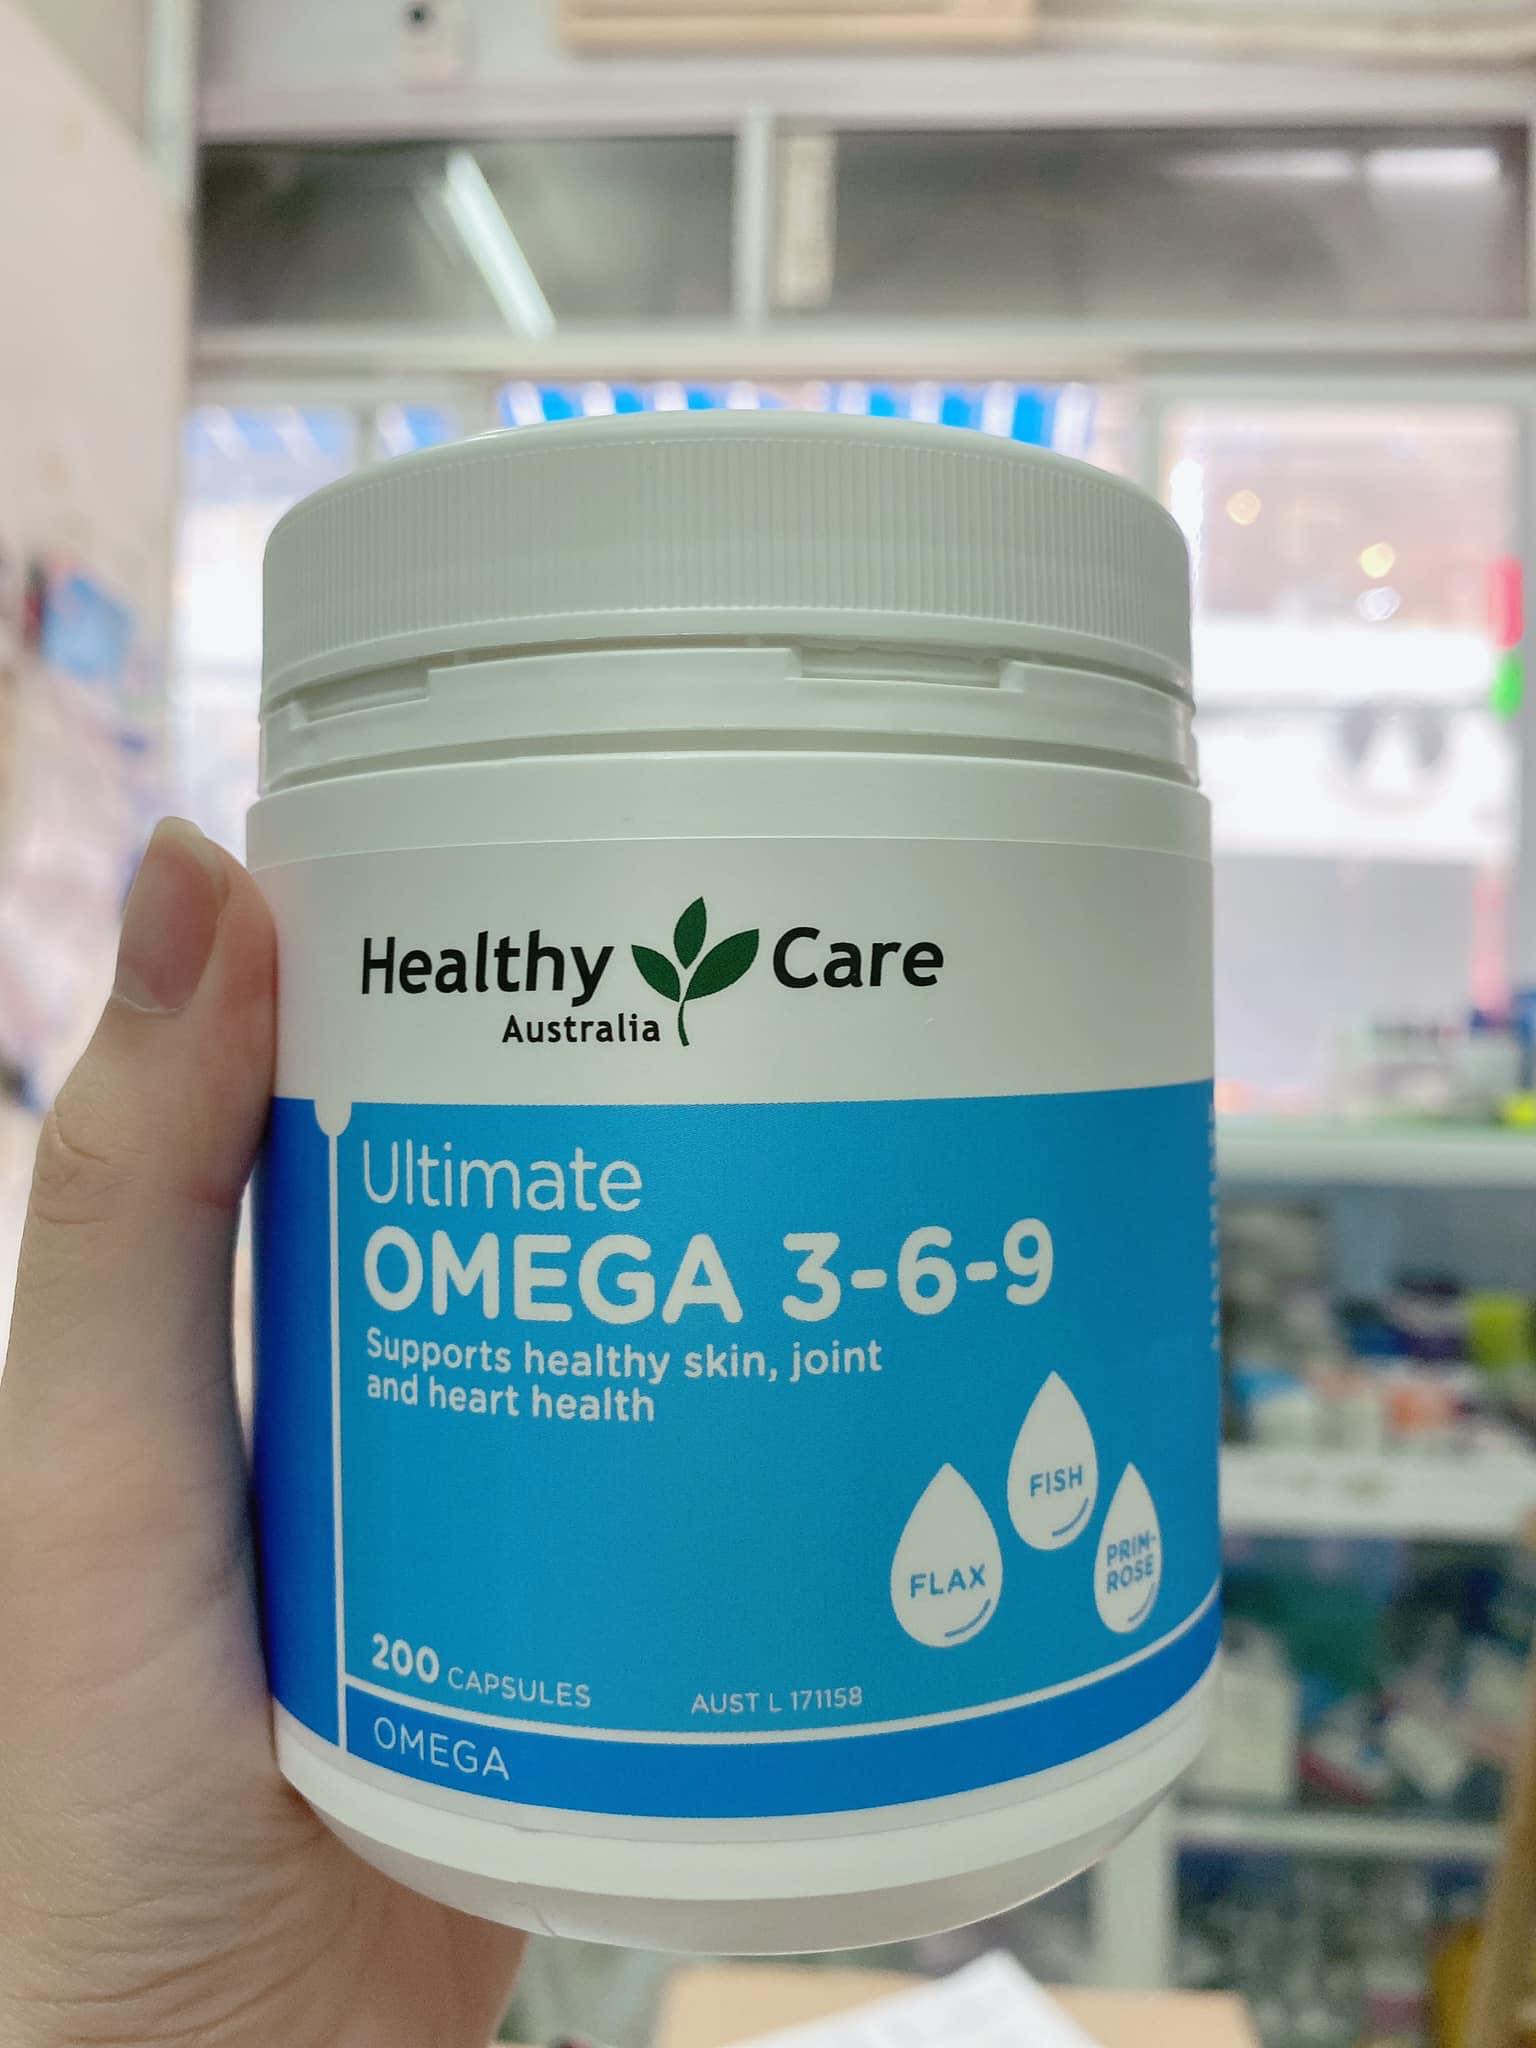 Healthy Care
Australia
Ultimate
OMEGA 3-6-9
Supports healthy skin, joint
and heart health
FISH
FLAX
PRIM-
ROSE
200 CAPSULES
AUST L 171158
OMEGA